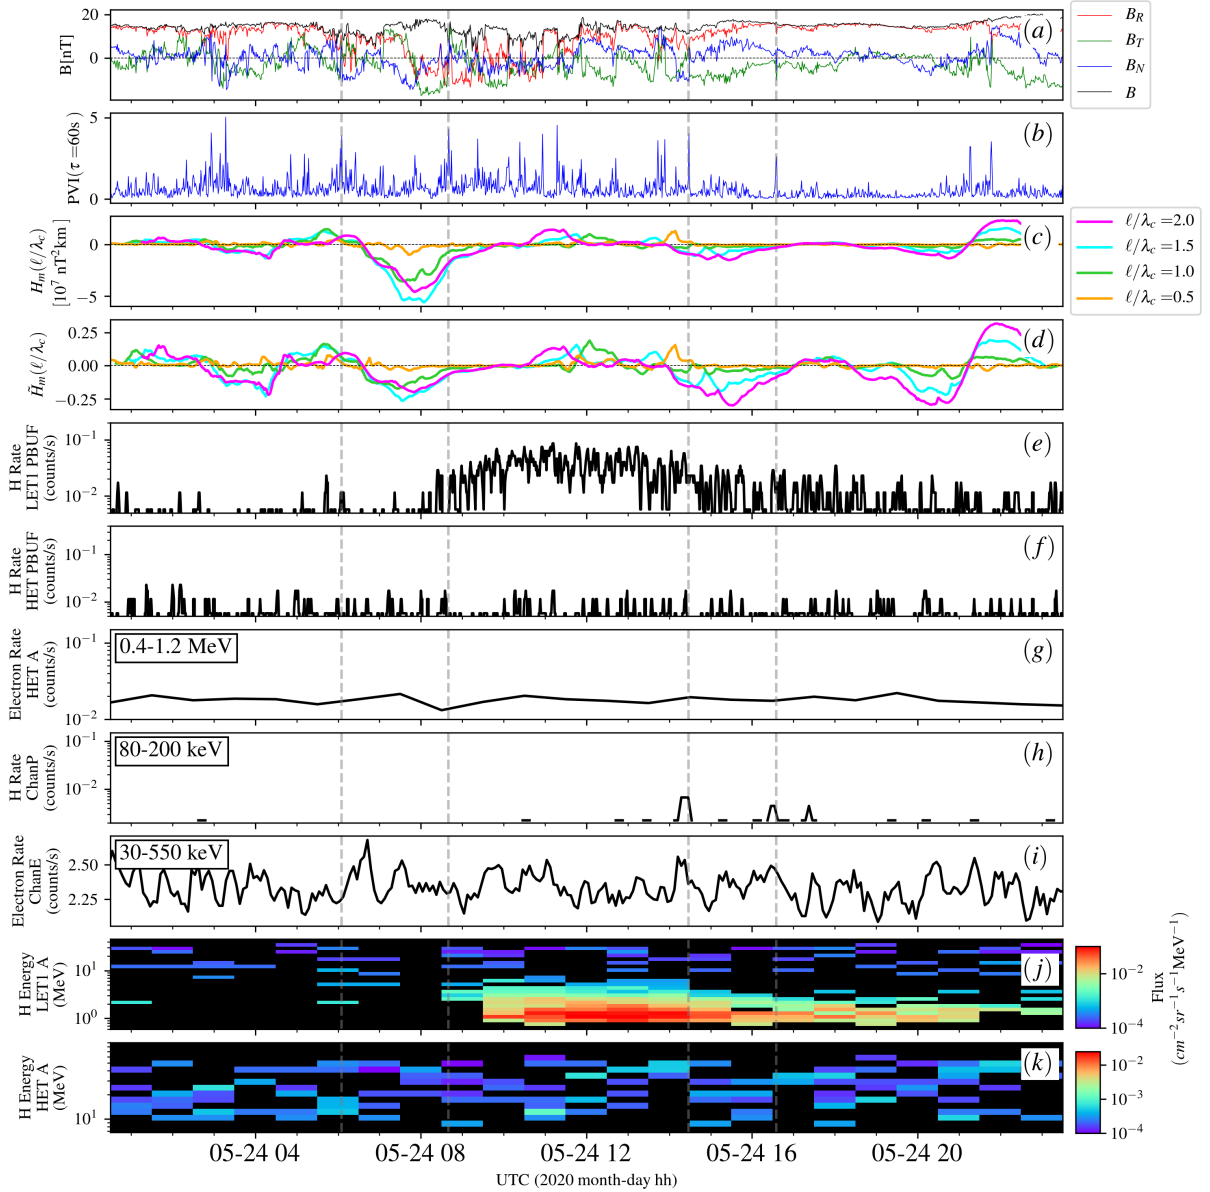 20
0
B[nT]
(a)
B_R
B_T
B_N
B
5
0
PVI(τ =60s )
(b)
0
−5
H_m(ℓ/λ_c)
[10^7 nT^2 km]
(c)
ℓ/λ_c =2.0
ℓ/λ_c =1.5
ℓ/λ_c =1.0
ℓ/λ_c =0.5
0.25
0.00
−0.25
H̃_m(ℓ/λ_c)
(d)
10^−1
10^−2
H Rate
LET1 PBUF
(counts/s)
(e)
10^−1
10^−2
H Rate
HET PBUF
(counts/s)
(f)
10^−1
10^−2
Electron Rate
HET A
(counts/s)
0.4-1.2 MeV
(g)
10^−1
10^−2
H Rate
ChanP
(counts/s)
80-200 keV
(h)
2.50
2.25
Electron Rate
ChanE
(counts/s)
30-550 keV
(i)
10^1
10^0
H Energy
LET1 A
(MeV)
(j)
10^−2
10^−4
Flux
(cm^−2 sr^−1 s^−1 MeV^−1)
10^1
H Energy
HET A
(MeV)
(k)
10^−2
10^−3
10^−4
05-24 04
05-24 08
05-24 12
05-24 16
05-24 20
UTC (2020 month-day hh)